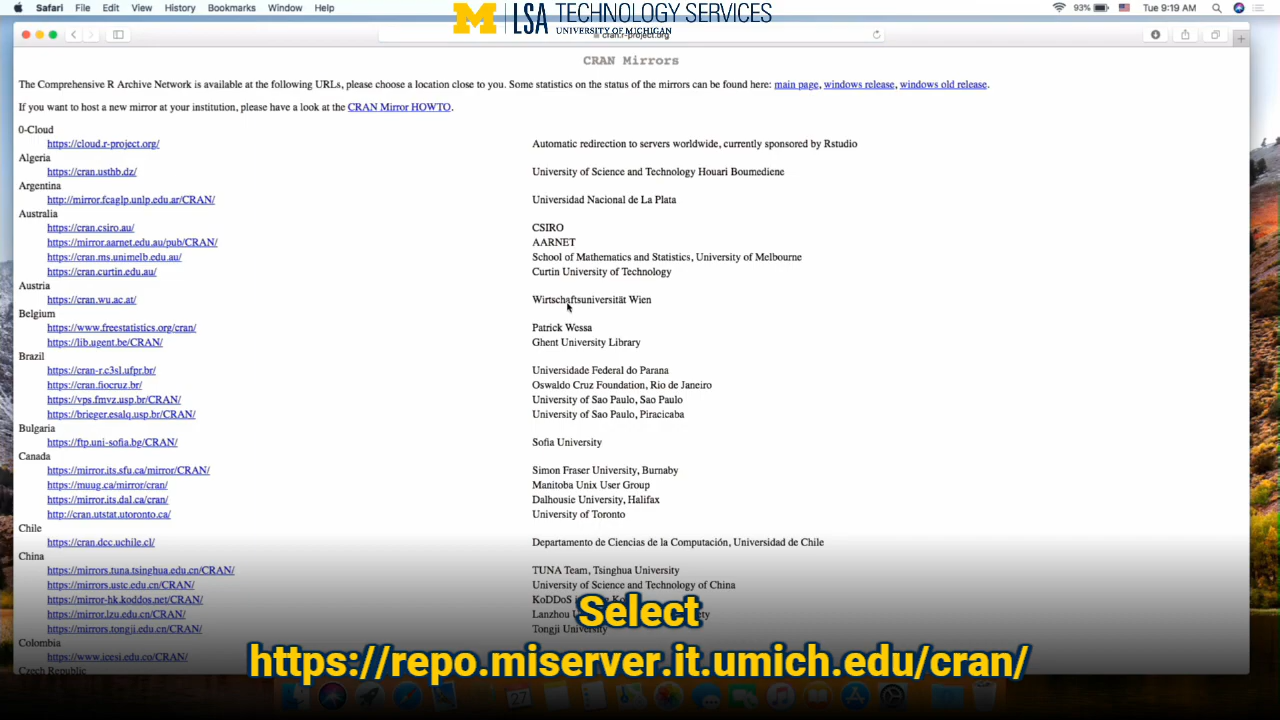 Safari File Edit View History Bookmarks Window Help
93% Tue 9:19 AM
M LSA TECHNOLOGY SERVICES
UNIVERSITY OF MICHIGAN
cran.r-project.org
CRAN Mirrors
The Comprehensive R Archive Network is available at the following URLs, please choose a location close to you. Some statistics on the status of the mirrors can be found here: main page, windows release, windows old release.
If you want to host a new mirror at your institution, please have a look at the CRAN Mirror HOWTO.
0-Cloud
https://cloud.r-project.org/ Automatic redirection to servers worldwide, currently sponsored by Rstudio
Algeria
https://cran.usthb.dz/ University of Science and Technology Houari Boumediene
Argentina
http://mirror.fcaglp.unlp.edu.ar/CRAN/ Universidad Nacional de La Plata
Australia
https://cran.csiro.au/ CSIRO
https://mirror.aarnet.edu.au/pub/CRAN/ AARNET
https://cran.ms.unimelb.edu.au/ School of Mathematics and Statistics, University of Melbourne
https://cran.curtin.edu.au/ Curtin University of Technology
Austria
https://cran.wu.ac.at/ Wirtschaftsuniversität Wien
Belgium
https://www.freestatistics.org/cran/ Patrick Wessa
https://lib.ugent.be/CRAN/ Ghent University Library
Brazil
https://cran-r.c3sl.ufpr.br/ Universidade Federal do Parana
https://cran.fiocruz.br/ Oswaldo Cruz Foundation, Rio de Janeiro
https://vps.fmvz.usp.br/CRAN/ University of Sao Paulo, Sao Paulo
https://brieger.esalq.usp.br/CRAN/ University of Sao Paulo, Piracicaba
Bulgaria
https://ftp.uni-sofia.bg/CRAN/ Sofia University
Canada
https://mirror.its.sfu.ca/mirror/CRAN/ Simon Fraser University, Burnaby
https://muug.ca/mirror/cran/ Manitoba Unix User Group
https://mirror.its.dal.ca/cran/ Dalhousie University, Halifax
http://cran.utstat.utoronto.ca/ University of Toronto
Chile
https://cran.dcc.uchile.cl/ Departamento de Ciencias de la Computación, Universidad de Chile
China
https://mirrors.tuna.tsinghua.edu.cn/CRAN/ TUNA Team, Tsinghua University
https://mirrors.ustc.edu.cn/CRAN/ University of Science and Technology of China
https://mirror-hk.koddos.net/CRAN/ KoDDoS
https://mirror.lzu.edu.cn/CRAN/ Lanzhou
https://mirrors.tongji.edu.cn/CRAN/ Tongji University
Colombia
https://www.icesi.edu.co/CRAN/
Czech Republic
Select
https://repo.miserver.it.umich.edu/cran/